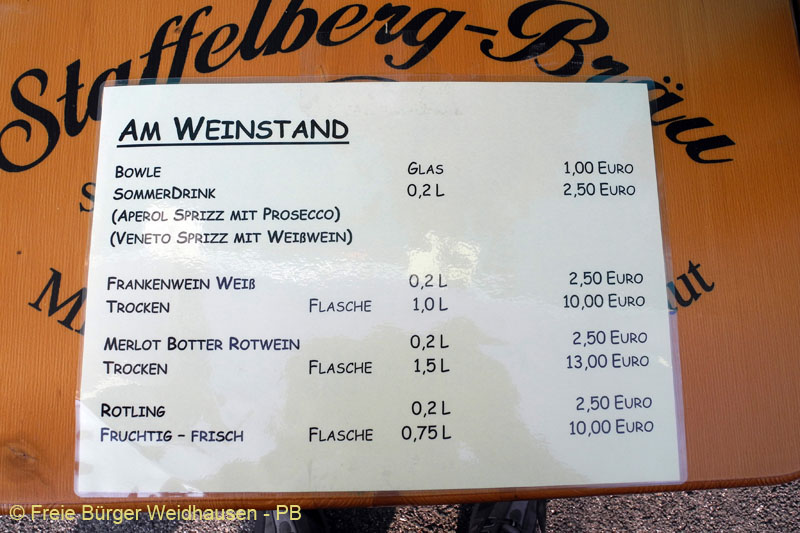 Staffelberg-Bräu
AM WEINSTAND
BOWLE GLAS 1,00 EURO
SOMMERDRINK 0,2 L 2,50 EURO
(APEROL SPRIZZ MIT PROSECCO)
(VENETO SPRIZZ MIT WEIßWEIN)
FRANKENWEIN WEIß 0,2 L 2,50 EURO
TROCKEN FLASCHE 1,0 L 10,00 EURO
MERLOT BOTTER ROTWEIN 0,2 L 2,50 EURO
TROCKEN FLASCHE 1,5 L 13,00 EURO
ROTLING 0,2 L 2,50 EURO
FRUCHTIG – FRISCH FLASCHE 0,75 L 10,00 EURO
© Freie Bürger Weidhausen - PB